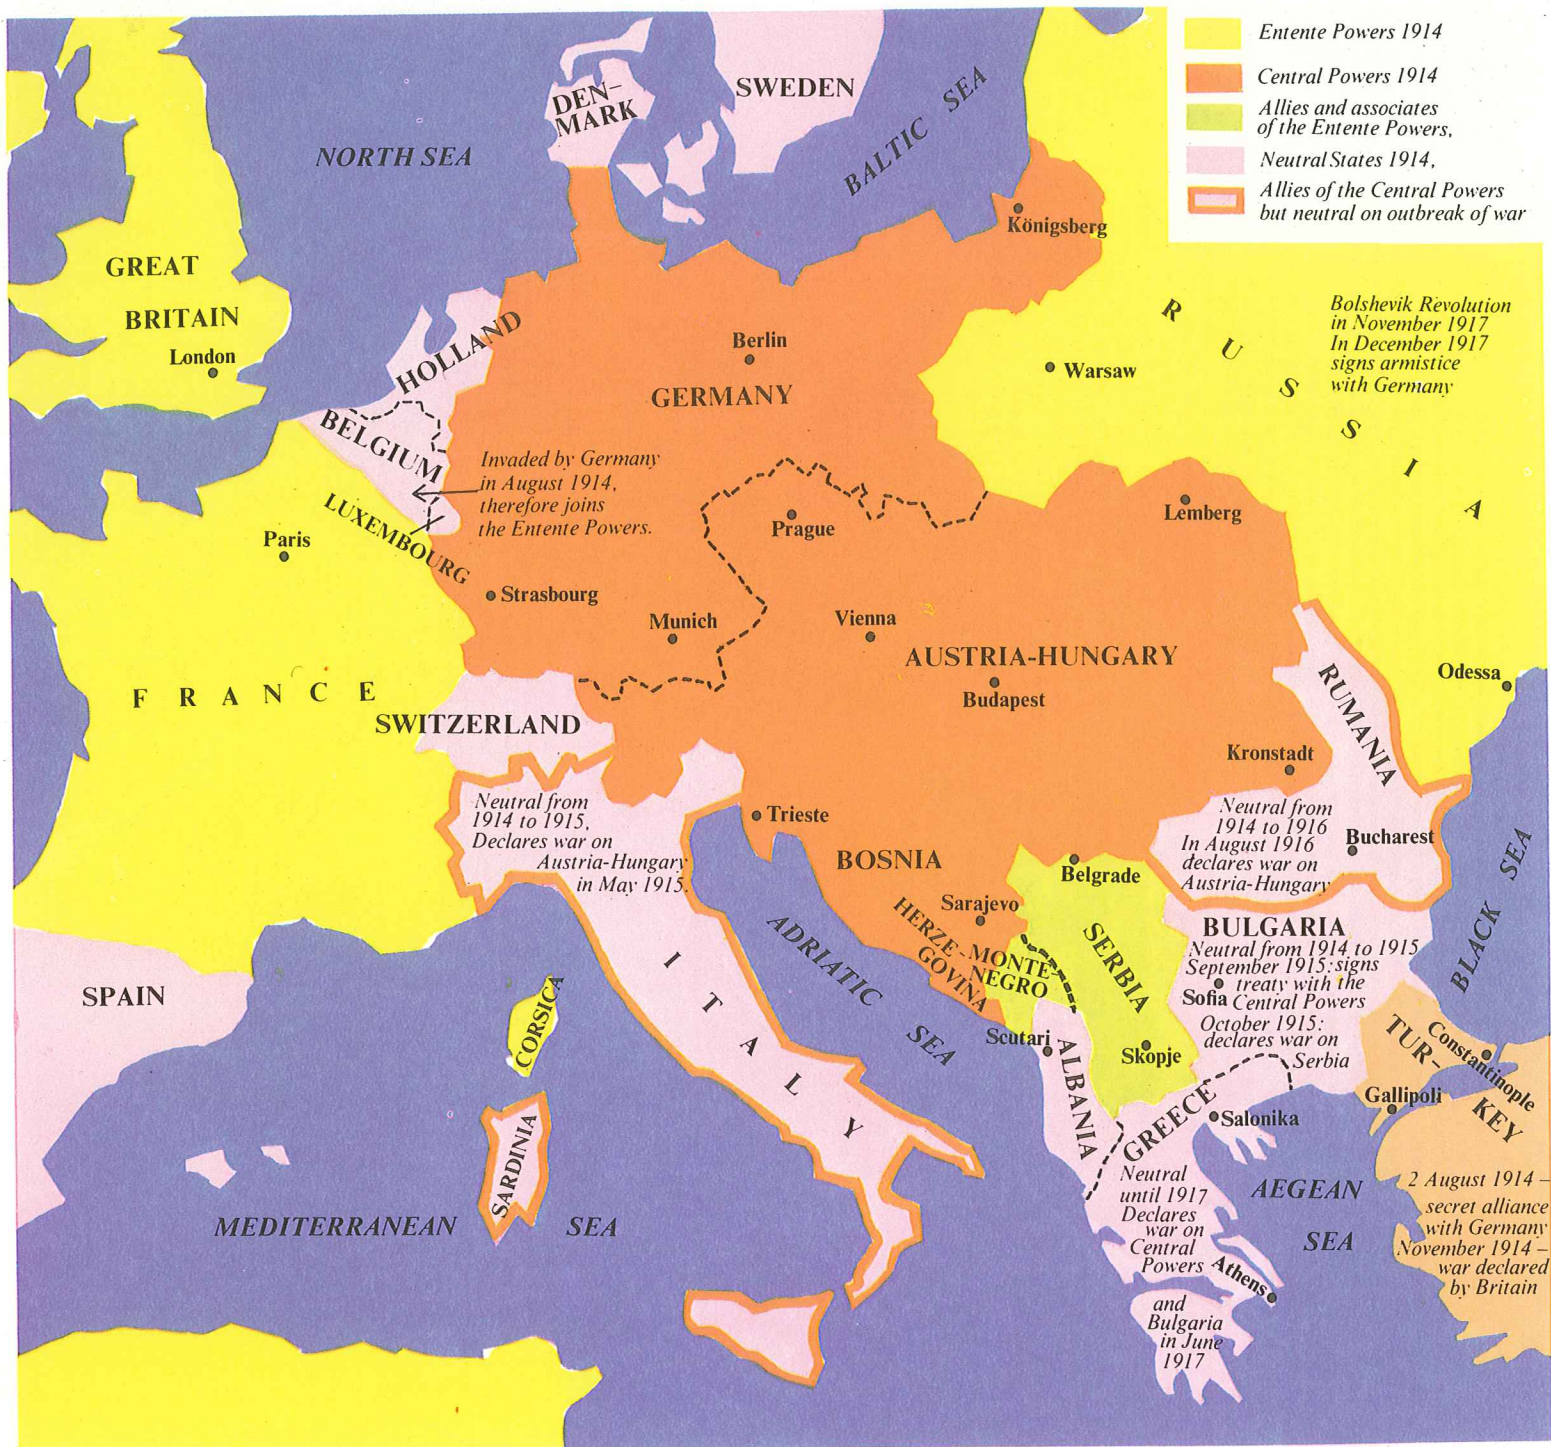 Entente Powers 1914
Central Powers 1914
Allies and associates
of the Entente Powers,
Neutral States 1914,
Allies of the Central Powers
but neutral on outbreak of war
SWEDEN
DEN-
MARK
BALTIC SEA
NORTH SEA
Königsberg
GREAT
BRITAIN
London
HOLLAND
Berlin
GERMANY
Warsaw
RUSSIA
Bolshevik Revolution
in November 1917
In December 1917
signs armistice
with Germany
BELGIUM
Invaded by Germany
in August 1914,
therefore joins
the Entente Powers.
LUXEMBOURG
Paris
Strasbourg
Munich
Prague
Lemberg
Vienna
AUSTRIA-HUNGARY
Budapest
Odessa
FRANCE
SWITZERLAND
RUMANIA
Kronstadt
Neutral from
1914 to 1915,
Declares war on
Austria-Hungary
in May 1915.
Trieste
Neutral from
1914 to 1916
In August 1916
declares war on
Austria-Hungary
Bucharest
BOSNIA
Belgrade
Sarajevo
HERZE-
GOVINA
MONTE-
NEGRO
SERBIA
BULGARIA
Neutral from 1914 to 1915
September 1915: signs
treaty with the
Sofia Central Powers
October 1915:
declares war on
Serbia
BLACK SEA
ADRIATIC SEA
SPAIN
CORSICA
ITALY
Scutari
Skopje
ALBANIA
TUR-
KEY
Constantinople
Gallipoli
GREECE
Salonika
SARDINIA
MEDITERRANEAN SEA
Neutral
until 1917
Declares
war on
Central
Powers
Athens
and
Bulgaria
in June
1917
AEGEAN
SEA
2 August 1914 –
secret alliance
with Germany
November 1914 –
war declared
by Britain